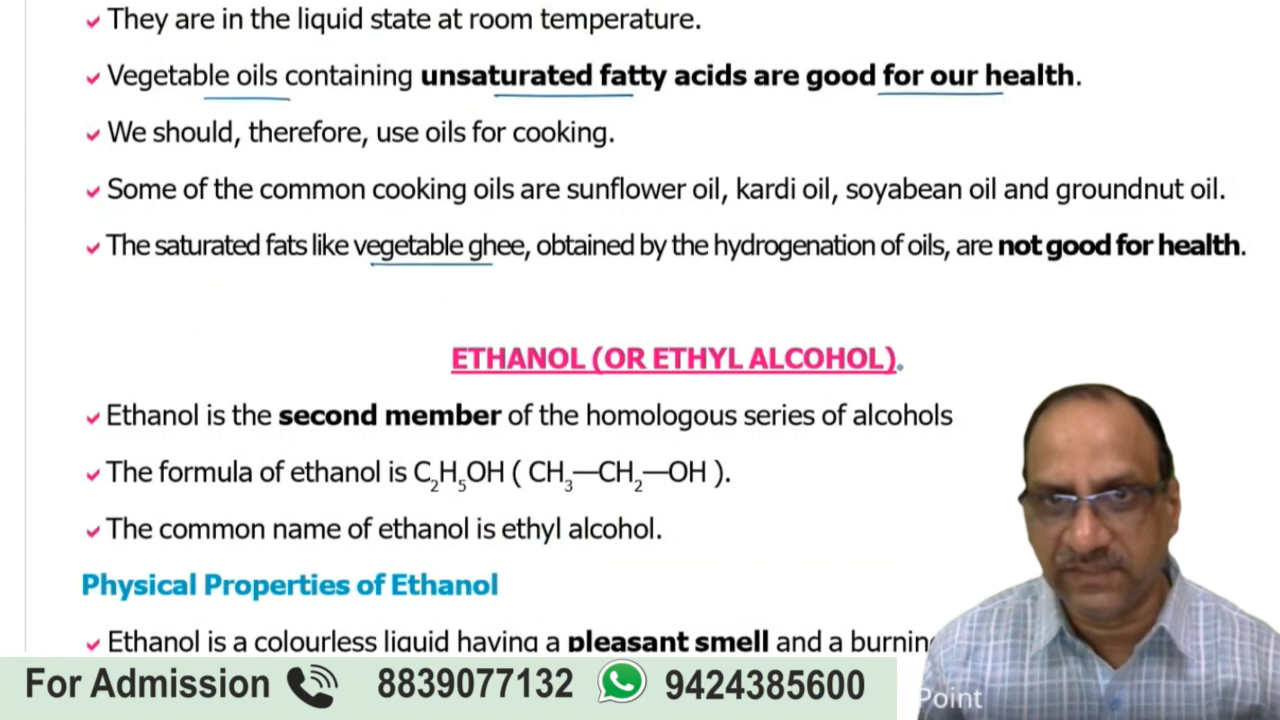 They are in the liquid state at room temperature.
Vegetable oils containing unsaturated fatty acids are good for our health.
We should, therefore, use oils for cooking.
Some of the common cooking oils are sunflower oil, kardi oil, soyabean oil and groundnut oil.
The saturated fats like vegetable ghee, obtained by the hydrogenation of oils, are not good for health.
ETHANOL (OR ETHYL ALCOHOL).
Ethanol is the second member of the homologous series of alcohols
The formula of ethanol is C₂H₅OH ( CH₃—CH₂—OH ).
The common name of ethanol is ethyl alcohol.
Physical Properties of Ethanol
Ethanol is a colourless liquid having a pleasant smell and a burnin
For Admission 8839077132 9424385600
Point